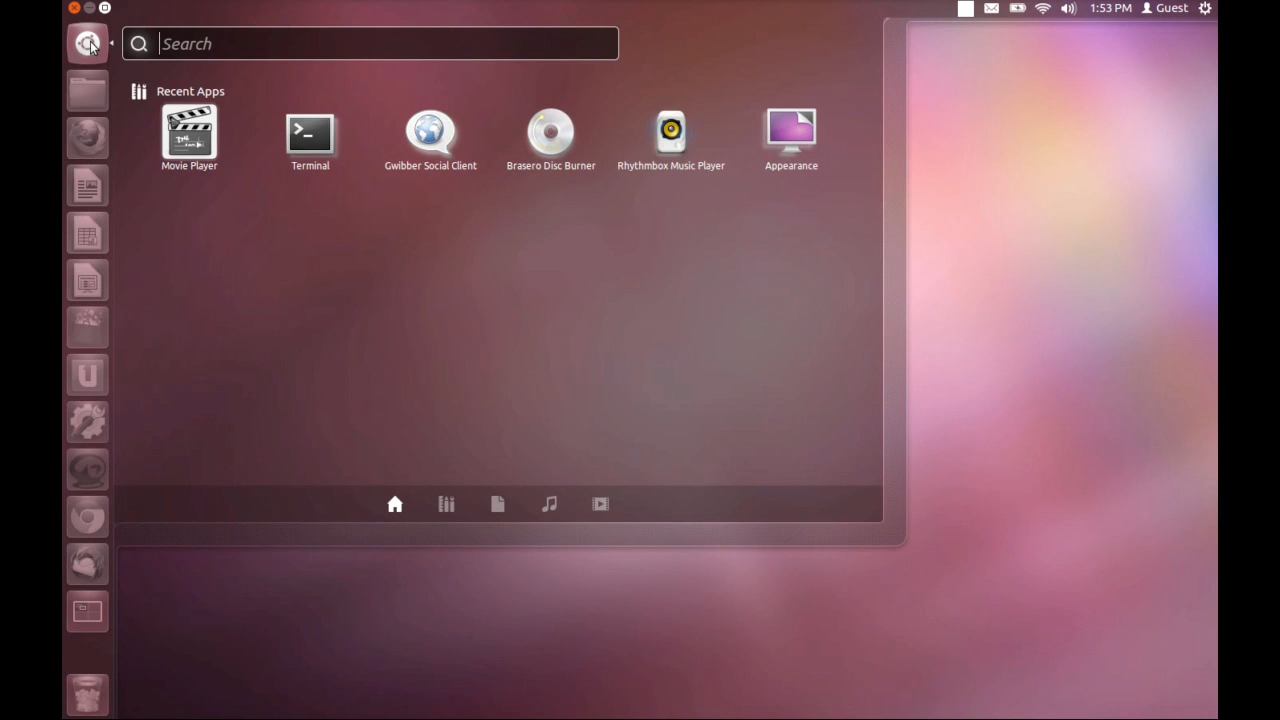 1:53 PM Guest
Search
Recent Apps
Movie Player Terminal Gwibber Social Client Brasero Disc Burner Rhythmbox Music Player Appearance